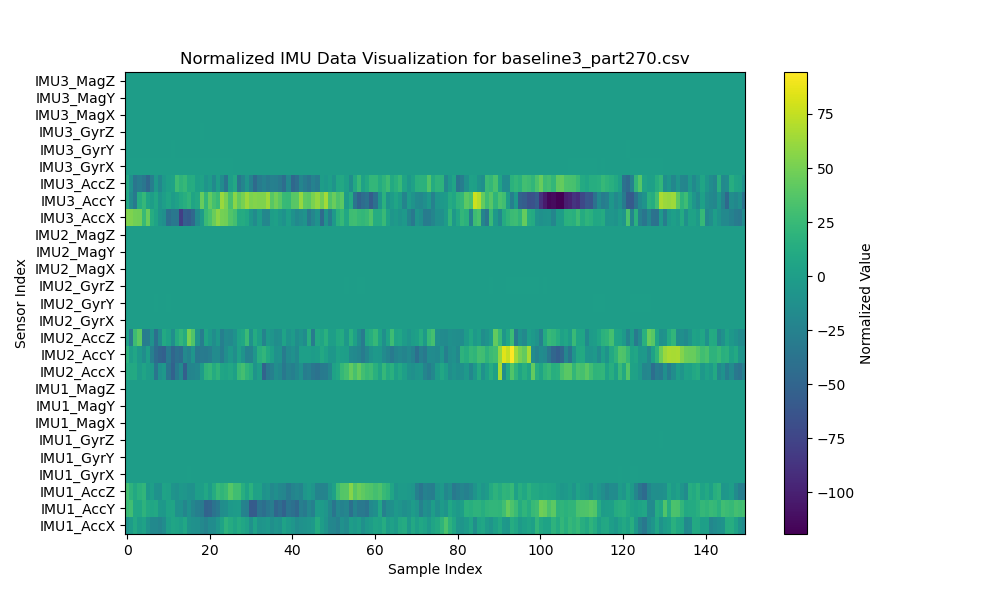 Normalized IMU Data Visualization for baseline3_part270.csv
IMU3_MagZ
IMU3_MagY
IMU3_MagX
IMU3_GyrZ
IMU3_GyrY
IMU3_GyrX
IMU3_AccZ
IMU3_AccY
IMU3_AccX
IMU2_MagZ
IMU2_MagY
IMU2_MagX
IMU2_GyrZ
IMU2_GyrY
IMU2_GyrX
IMU2_AccZ
IMU2_AccY
IMU2_AccX
IMU1_MagZ
IMU1_MagY
IMU1_MagX
IMU1_GyrZ
IMU1_GyrY
IMU1_GyrX
IMU1_AccZ
IMU1_AccY
IMU1_AccX
Sensor Index
0 20 40 60 80 100 120 140
Sample Index
75
50
25
0
−25
−50
−75
−100
Normalized Value